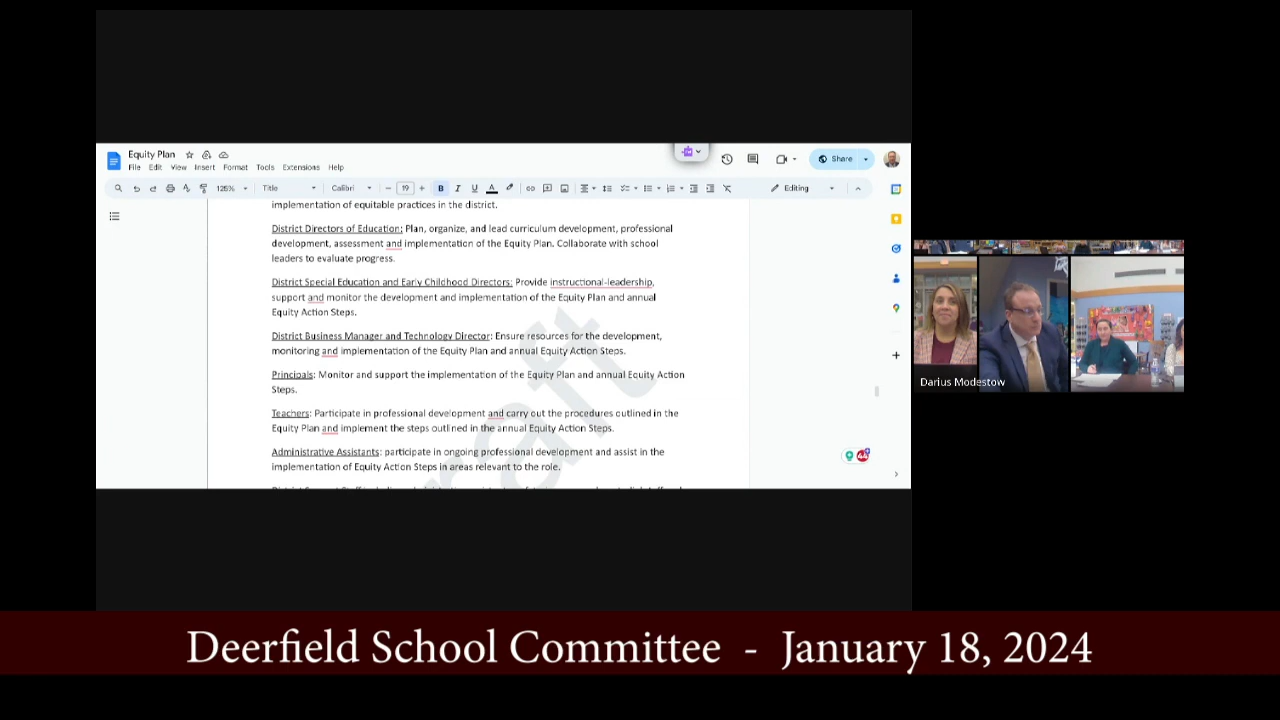 Equity Plan
File Edit View Insert Format Tools Extensions Help
Share
125% Title Calibri 19 B I U A Editing
implementation of equitable practices in the district.
District Directors of Education: Plan, organize, and lead curriculum development, professional
development, assessment and implementation of the Equity Plan. Collaborate with school
leaders to evaluate progress.
District Special Education and Early Childhood Directors: Provide instructional-leadership,
support and monitor the development and implementation of the Equity Plan and annual
Equity Action Steps.
District Business Manager and Technology Director: Ensure resources for the development,
monitoring and implementation of the Equity Plan and annual Equity Action Steps.
Principals: Monitor and support the implementation of the Equity Plan and annual Equity Action
Steps.
Teachers: Participate in professional development and carry out the procedures outlined in the
Equity Plan and implement the steps outlined in the annual Equity Action Steps.
Administrative Assistants: participate in ongoing professional development and assist in the
implementation of Equity Action Steps in areas relevant to the role.
Darius Modestow
Deerfield School Committee - January 18, 2024